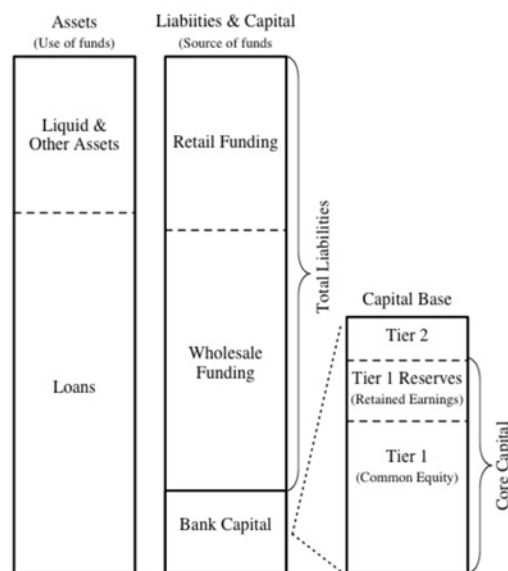 Assets
(Use of funds)
Liabiities & Capital
(Source of funds
Liquid &
Other Assets
Loans
Retail Funding
Wholesale
Funding
Bank Capital
Total Liabilities
Capital Base
Tier 2
Tier 1 Reserves
(Retained Earnings)
Tier 1
(Common Equity)
Core Capital